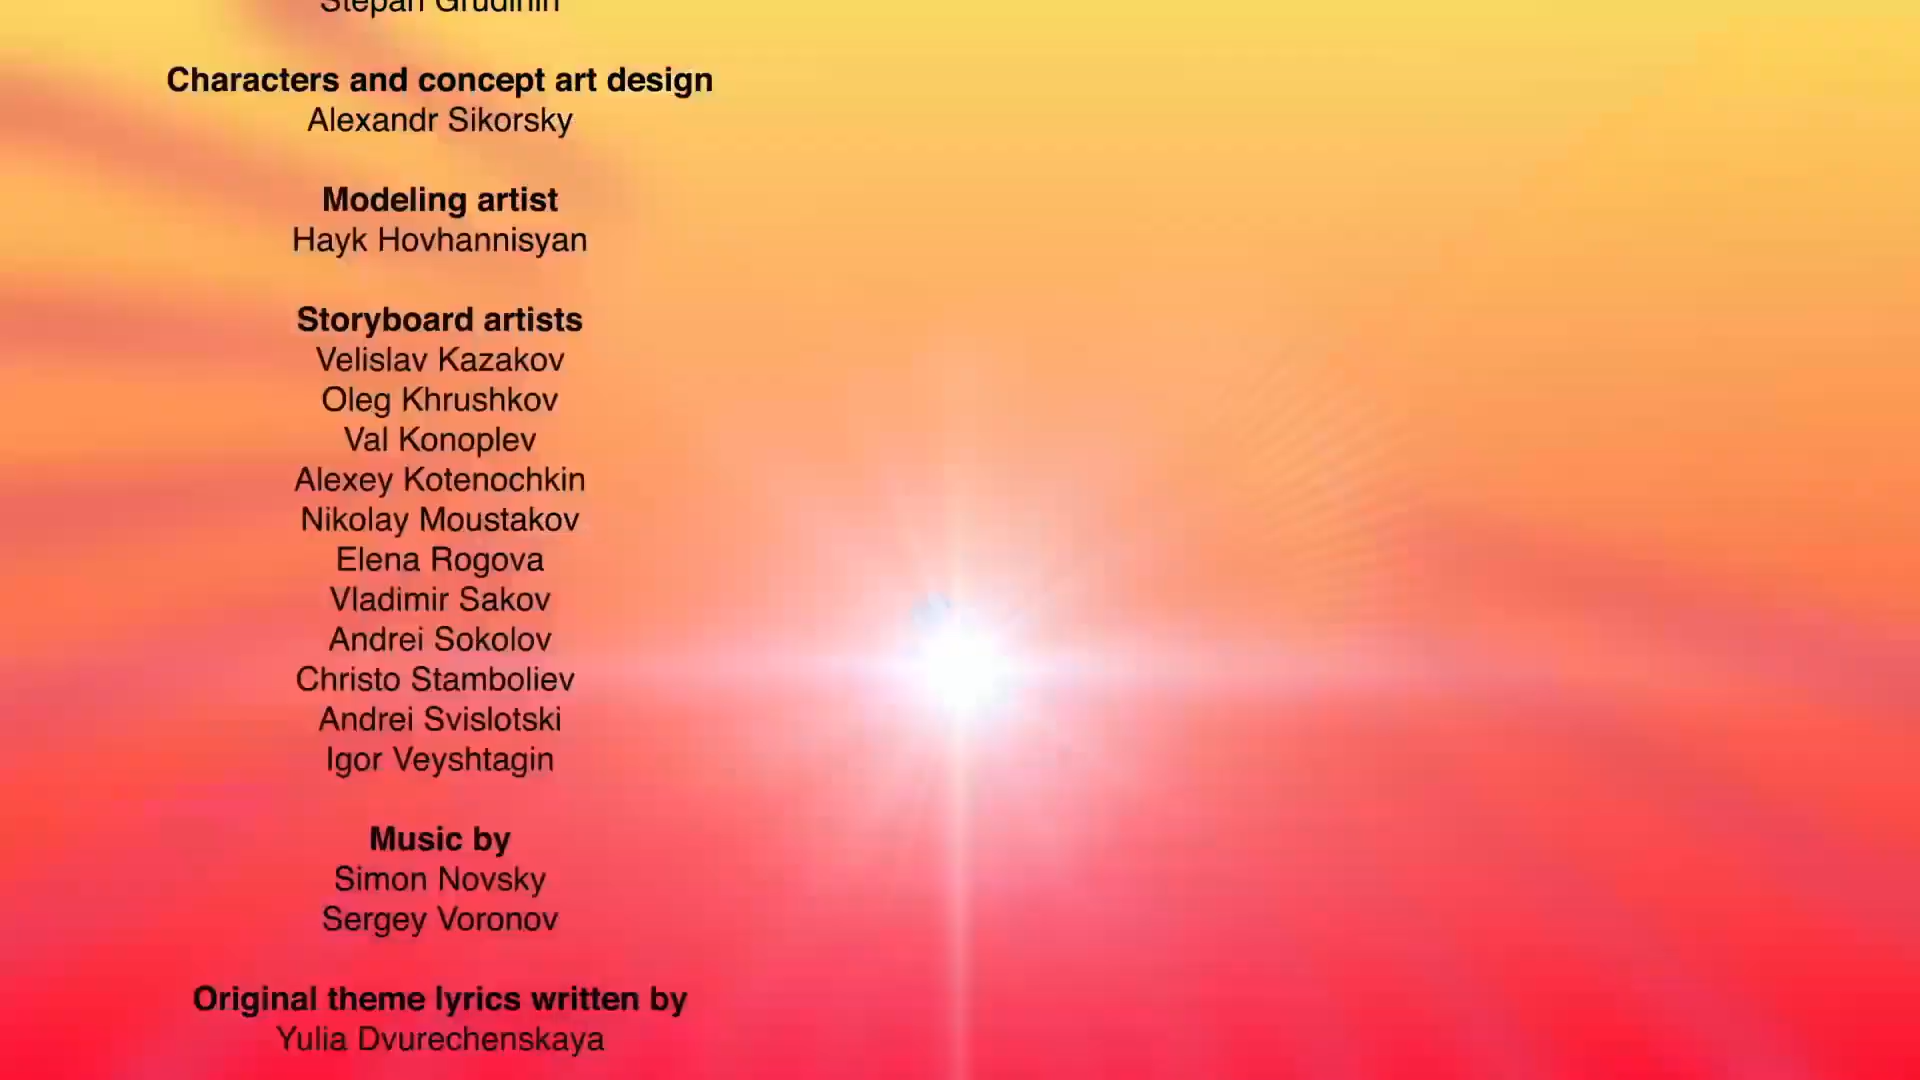 Stepan Grudinin
Characters and concept art design
Alexandr Sikorsky
Modeling artist
Hayk Hovhannisyan
Storyboard artists
Velislav Kazakov
Oleg Khrushkov
Val Konoplev
Alexey Kotenochkin
Nikolay Moustakov
Elena Rogova
Vladimir Sakov
Andrei Sokolov
Christo Stamboliev
Andrei Svislotski
Igor Veyshtagin
Music by
Simon Novsky
Sergey Voronov
Original theme lyrics written by
Yulia Dvurechenskaya